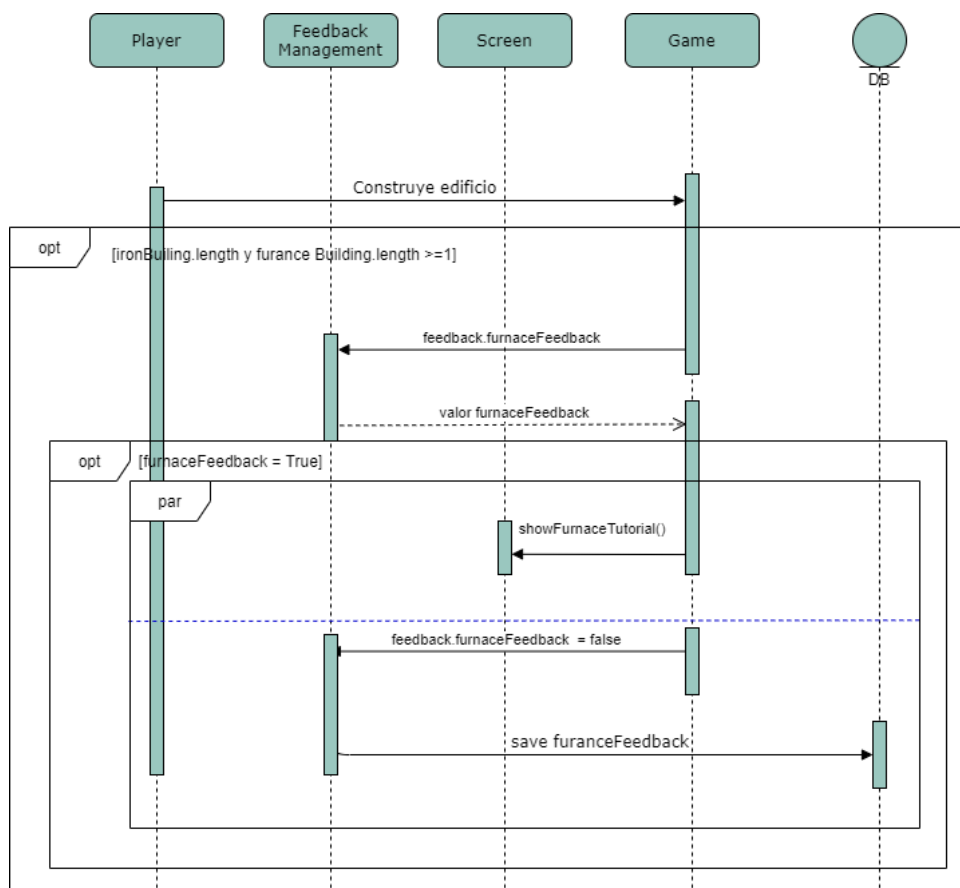 Player
Feedback
Management
Screen
Game
DB
Construye edificio
opt
[ironBuiling.length y furance Building.length >=1]
feedback.furnaceFeedback
valor furnaceFeedback
opt
[furnaceFeedback = True]
par
showFurnaceTutorial()
feedback.furnaceFeedback = false
save furanceFeedback